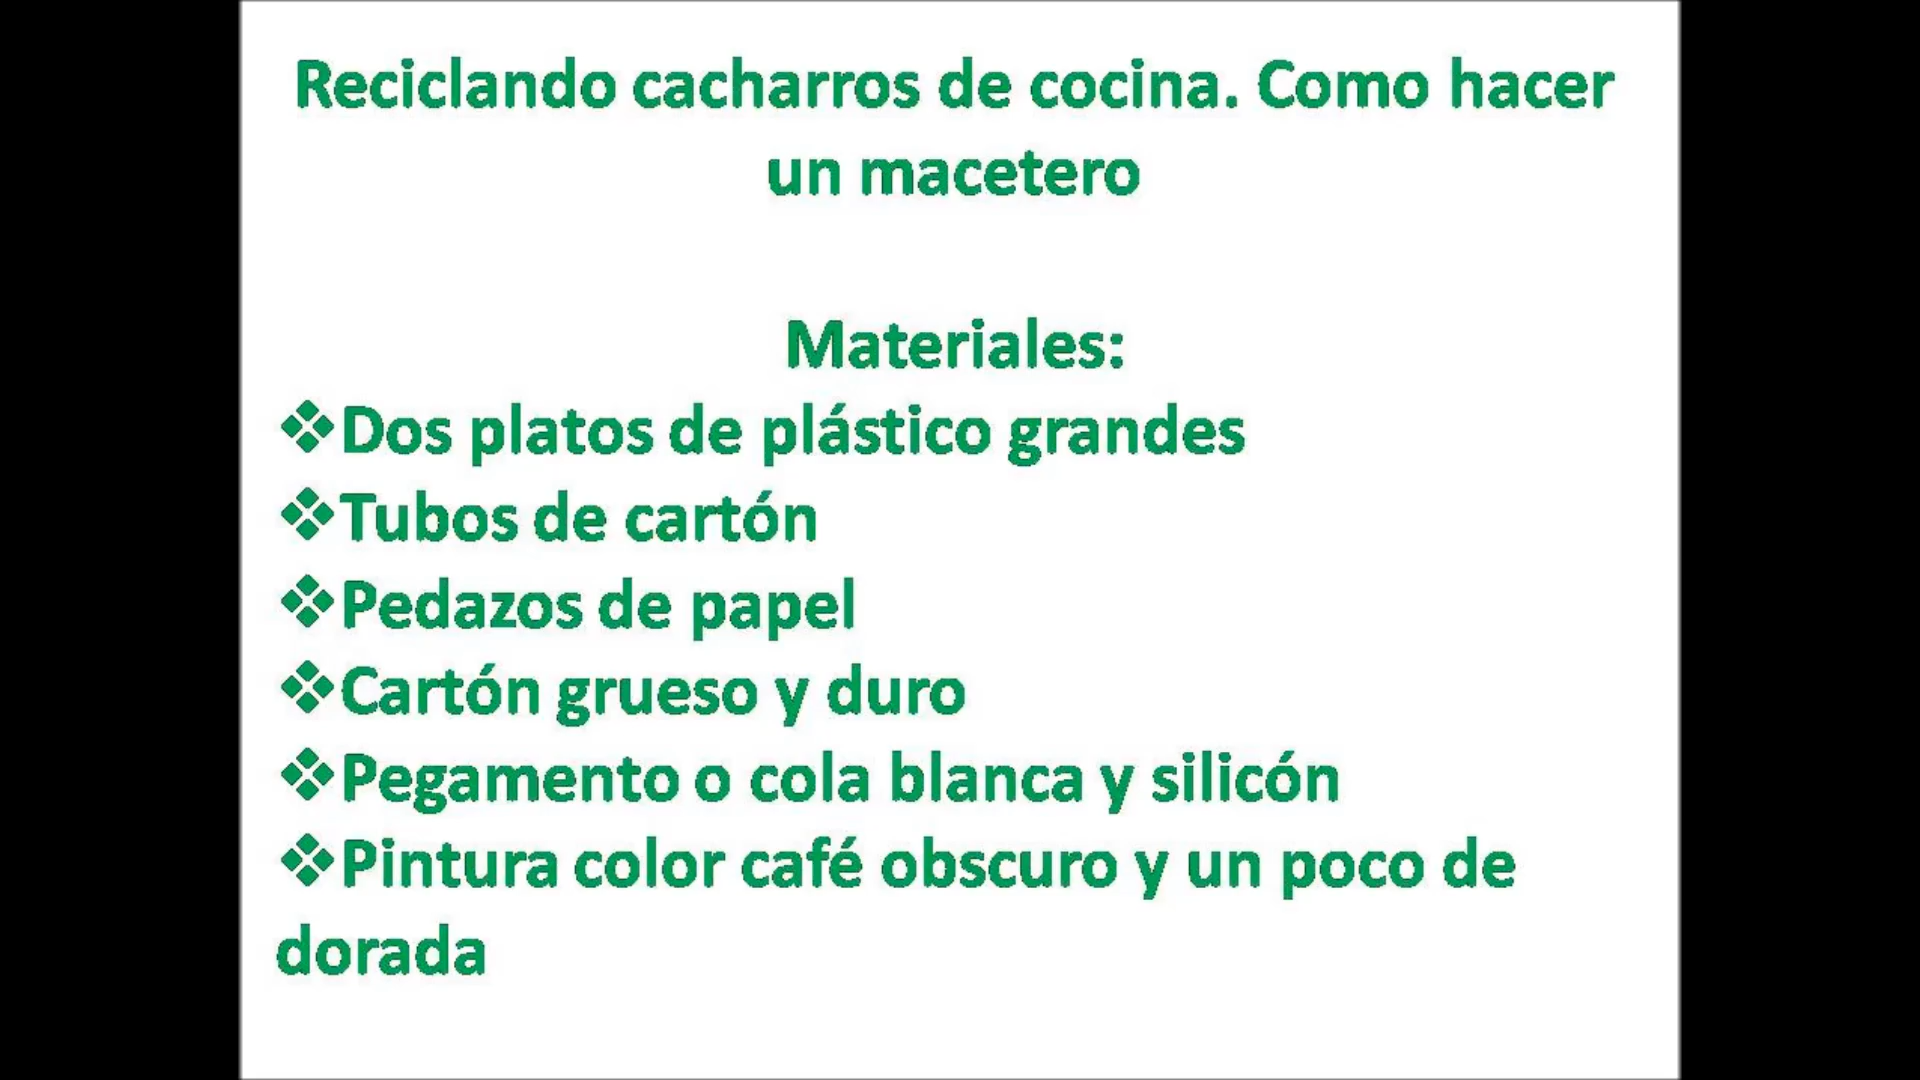 Reciclando cacharros de cocina. Como hacer
un macetero
Materiales:
❖Dos platos de plástico grandes
❖Tubos de cartón
❖Pedazos de papel
❖Cartón grueso y duro
❖Pegamento o cola blanca y silicón
❖Pintura color café obscuro y un poco de
dorada